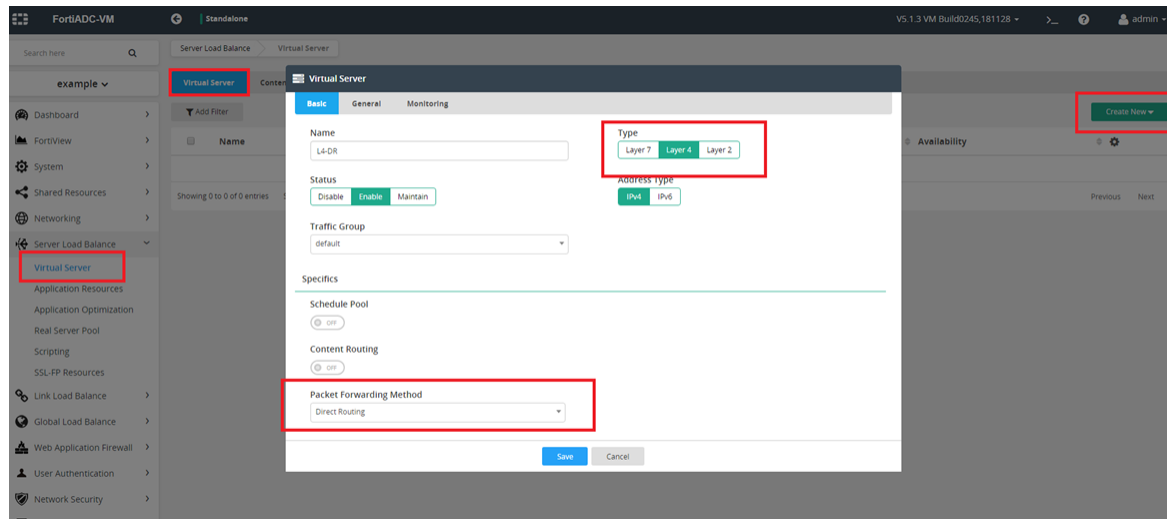 FortiADC-VM
Standalone
V5.1.3 VM Build0245,181128
>_
admin
Search here
Server Load Balance
Virtual Server
example
Virtual Server
Conten
Virtual Server
Basic
General
Monitoring
Add Filter
Create New
Name
Availability
Showing 0 to 0 of 0 entries
Previous
Next
Dashboard
FortiView
System
Shared Resources
Networking
Server Load Balance
Virtual Server
Application Resources
Application Optimization
Real Server Pool
Scripting
SSL-FP Resources
Link Load Balance
Global Load Balance
Web Application Firewall
User Authentication
Network Security
Name
L4-DR
Type
Layer 7
Layer 4
Layer 2
Status
Disable
Enable
Maintain
Address Type
IPv4
IPv6
Traffic Group
default
Specifics
Schedule Pool
OFF
Content Routing
OFF
Packet Forwarding Method
Direct Routing
Save
Cancel